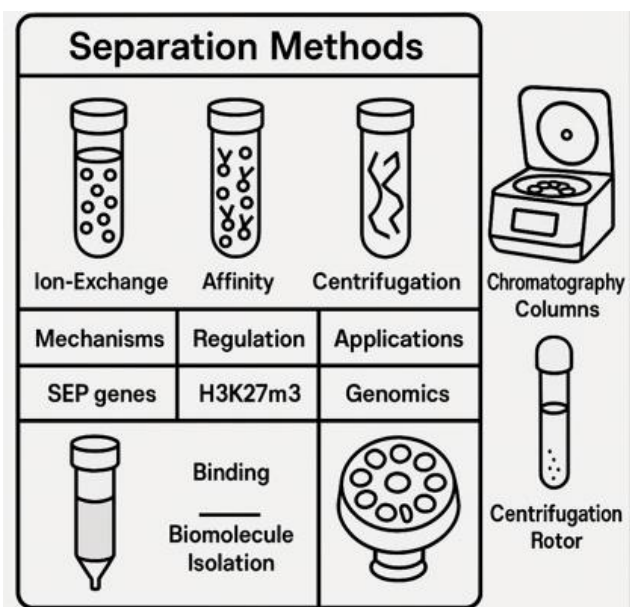 Separation Methods
Ion-Exchange
Affinity
Centrifugation
Chromatography
Columns
Mechanisms
Regulation
Applications
SEP genes
H3K27m3
Genomics
Binding
Biomolecule
Isolation
Centrifugation
Rotor